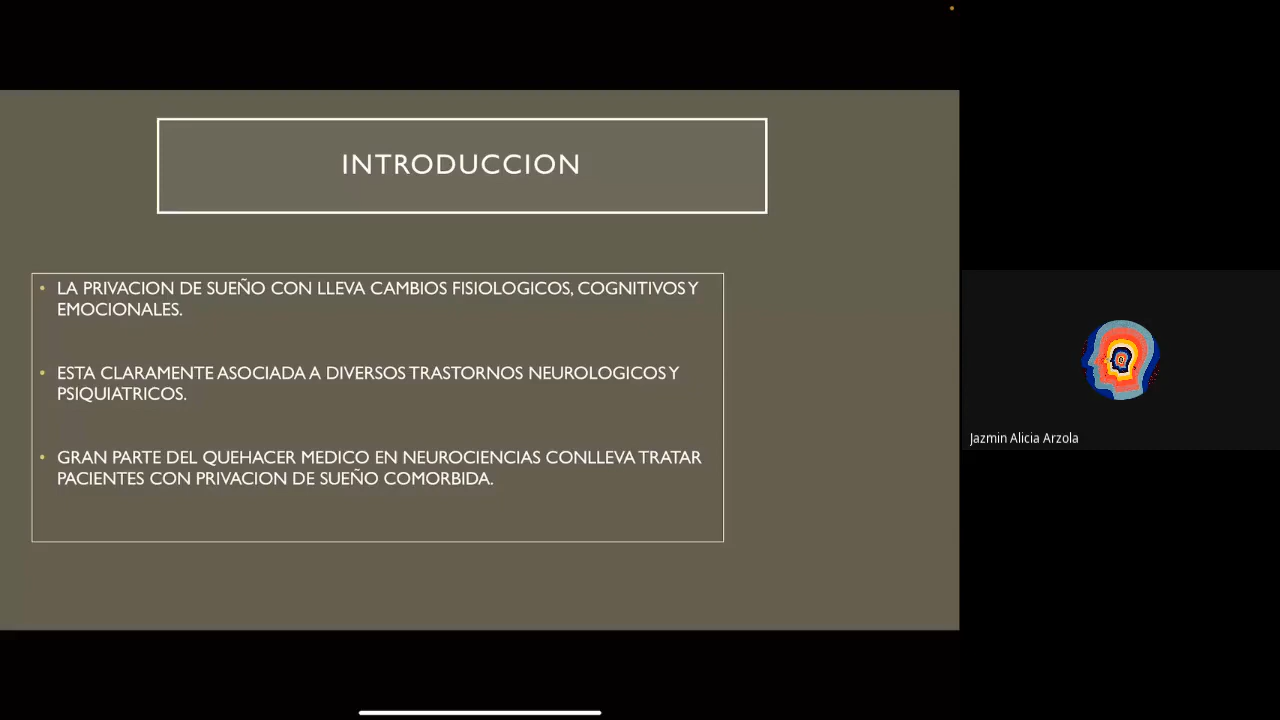 INTRODUCCION
• LA PRIVACION DE SUEÑO CON LLEVA CAMBIOS FISIOLOGICOS, COGNITIVOS Y
EMOCIONALES.
• ESTA CLARAMENTE ASOCIADA A DIVERSOS TRASTORNOS NEUROLOGICOS Y
PSIQUIATRICOS.
• GRAN PARTE DEL QUEHACER MEDICO EN NEUROCIENCIAS CONLLEVA TRATAR
PACIENTES CON PRIVACION DE SUEÑO COMORBIDA.
Jazmin Alicia Arzola